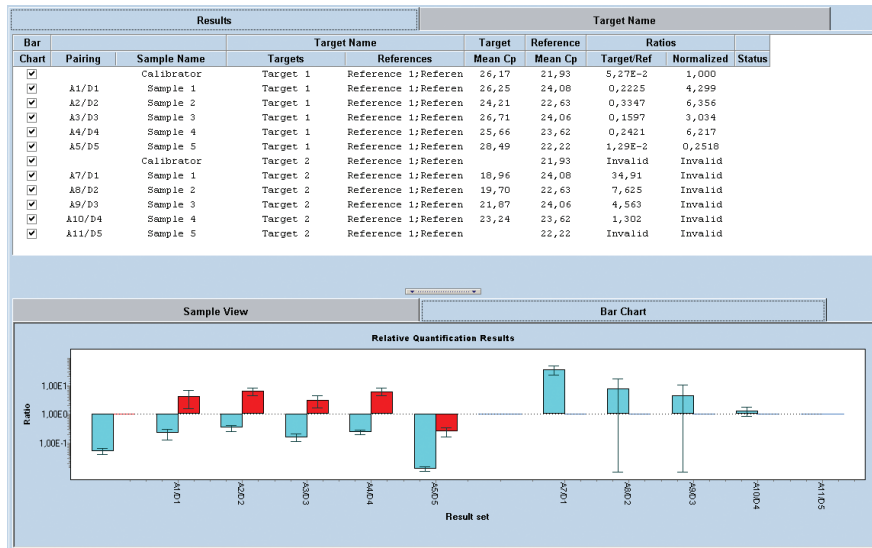 Results Target Name
Bar Target Name Target Reference Ratios
Chart Pairing Sample Name Targets References Mean Cp Mean Cp Target/Ref Normalized Status
Calibrator Target 1 Reference 1;Referen 26,17 21,93 5,27E-2 1,000
A1/D1 Sample 1 Target 1 Reference 1;Referen 26,25 24,08 0,2225 4,299
A2/D2 Sample 2 Target 1 Reference 1;Referen 24,21 22,63 0,3347 6,356
A3/D3 Sample 3 Target 1 Reference 1;Referen 26,71 24,06 0,1597 3,034
A4/D4 Sample 4 Target 1 Reference 1;Referen 25,66 23,62 0,2421 6,217
A5/D5 Sample 5 Target 1 Reference 1;Referen 28,49 22,22 1,29E-2 0,2518
Calibrator Target 2 Reference 1;Referen 21,93 Invalid Invalid
A7/D1 Sample 1 Target 2 Reference 1;Referen 18,96 24,08 34,91 Invalid
A8/D2 Sample 2 Target 2 Reference 1;Referen 19,70 22,63 7,625 Invalid
A9/D3 Sample 3 Target 2 Reference 1;Referen 21,87 24,06 4,563 Invalid
A10/D4 Sample 4 Target 2 Reference 1;Referen 23,24 23,62 1,302 Invalid
A11/D5 Sample 5 Target 2 Reference 1;Referen 22,22 Invalid Invalid
Sample View Bar Chart
Relative Quantification Results
Ratio
1,00E1
1,00E0
1,00E-1
A1/D1 A2/D2 A3/D3 A4/D4 A5/D5 A7/D1 A8/D2 A9/D3 A10/D4 A11/D5
Result set